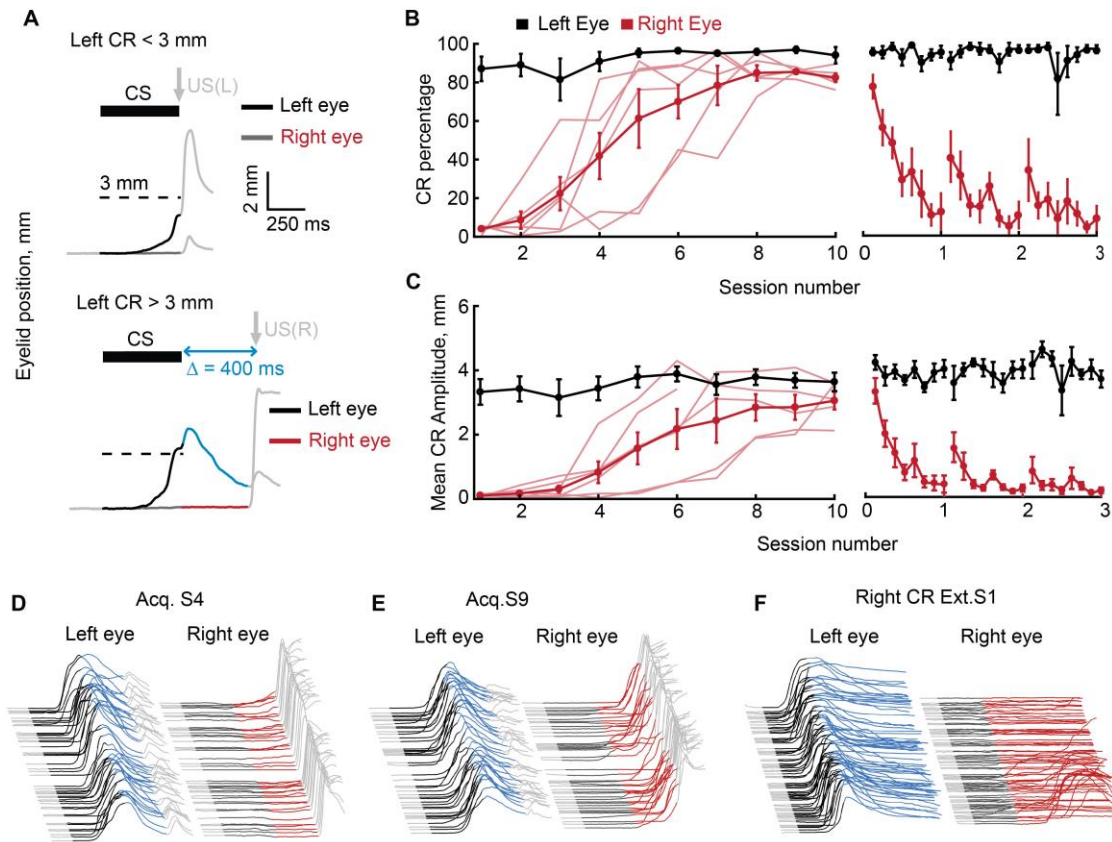 A
Left CR < 3 mm
CS
US(L)
Left eye
Right eye
3 mm
2 mm
250 ms
Eyelid position, mm
Left CR > 3 mm
CS
US(R)
Δ = 400 ms
Left eye
Right eye
B
Left Eye
Right Eye
CR percentage
100
80
60
40
20
0
2 4 6 8 10
0 1 2 3
Session number
C
Mean CR Amplitude, mm
6
4
2
0
2 4 6 8 10
0 1 2 3
Session number
D
Acq. S4
Left eye Right eye
E
Acq.S9
Left eye Right eye
F
Right CR Ext.S1
Left eye Right eye